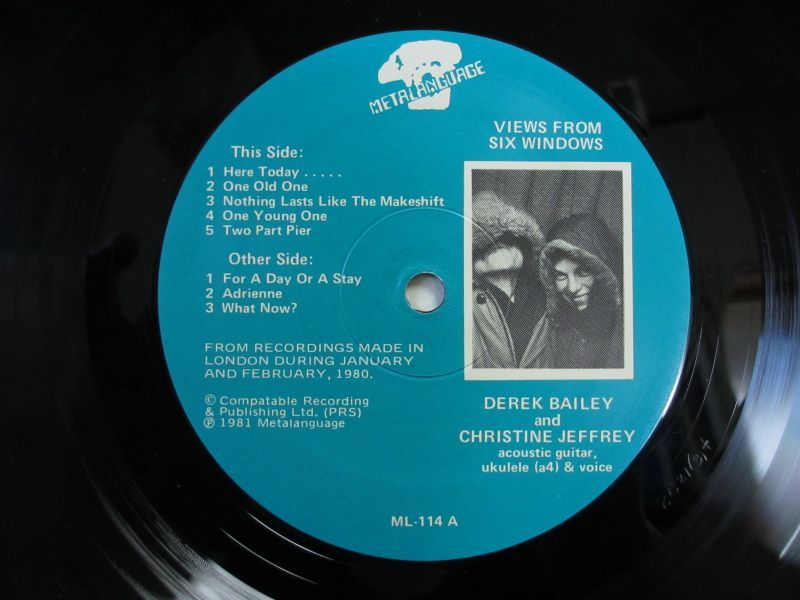 METALANGUAGE
VIEWS FROM
SIX WINDOWS
This Side:
1 Here Today . . . . .
2 One Old One
3 Nothing Lasts Like The Makeshift
4 One Young One
5 Two Part Pier
Other Side:
1 For A Day Or A Stay
2 Adrienne
3 What Now?
FROM RECORDINGS MADE IN
LONDON DURING JANUARY
AND FEBRUARY, 1980.
© Compatable Recording
& Publishing Ltd. (PRS)
℗ 1981 Metalanguage
DEREK BAILEY
and
CHRISTINE JEFFREY
acoustic guitar,
ukulele (a4) & voice
ML-114 A